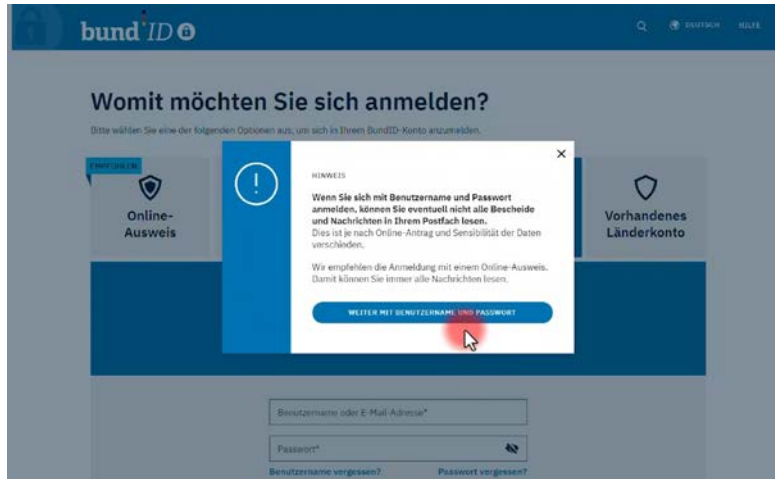 bund ID
DEUTSCH
HILFE
Womit möchten Sie sich anmelden?
Bitte wählen Sie eine der folgenden Optionen aus, um sich in Ihrem BundID-Konto anzumelden.
EMPFOHLEN
Online-
Ausweis
HINWEIS
Wenn Sie sich mit Benutzername und Passwort
anmelden, können Sie eventuell nicht alle Bescheide
und Nachrichten in Ihrem Postfach lesen.
Dies ist je nach Online-Antrag und Sensibilität der Daten
verschieden.
Wir empfehlen die Anmeldung mit einem Online-Ausweis.
Damit können Sie immer alle Nachrichten lesen.
WEITER MIT BENUTZERNAME UND PASSWORT
Vorhandenes
Länderkonto
Benutzername oder E-Mail-Adresse*
Passwort*
Benutzername vergessen?
Passwort vergessen?